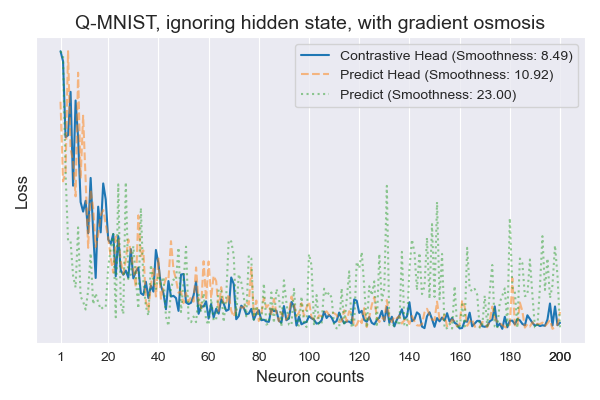 Q-MNIST, ignoring hidden state, with gradient osmosis
Contrastive Head (Smoothness: 8.49)
Predict Head (Smoothness: 10.92)
Predict (Smoothness: 23.00)
Loss
1 20 40 60 80 100 120 140 160 180 200
Neuron counts